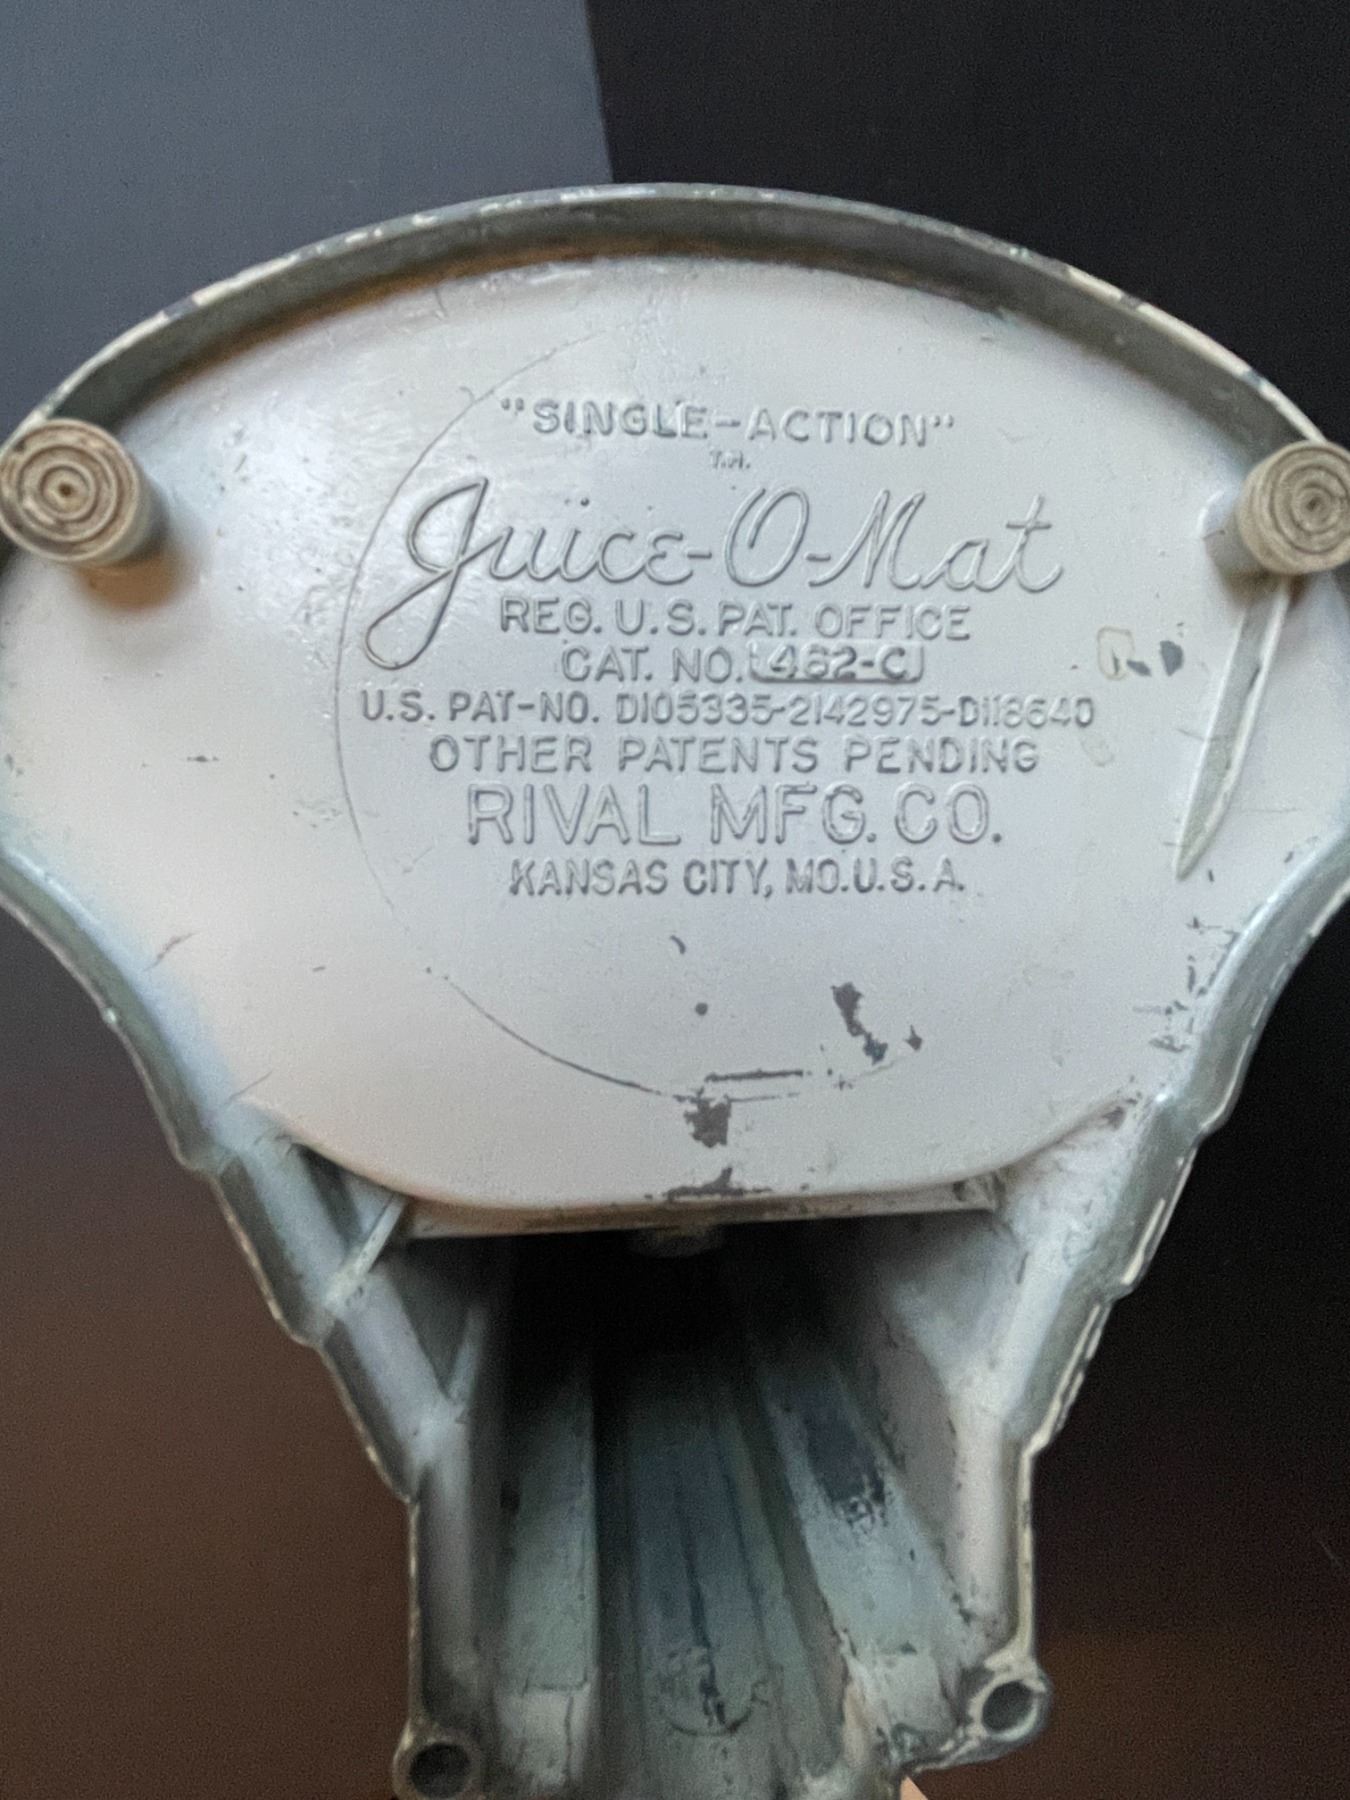 "SINGLE-ACTION"
T.M.
Juice-O-Mat
REG. U.S. PAT. OFFICE
CAT. NO. 462-C
U.S. PAT-NO. D105335-2142975-D118640
OTHER PATENTS PENDING
RIVAL MFG. CO.
KANSAS CITY, MO. U.S.A.